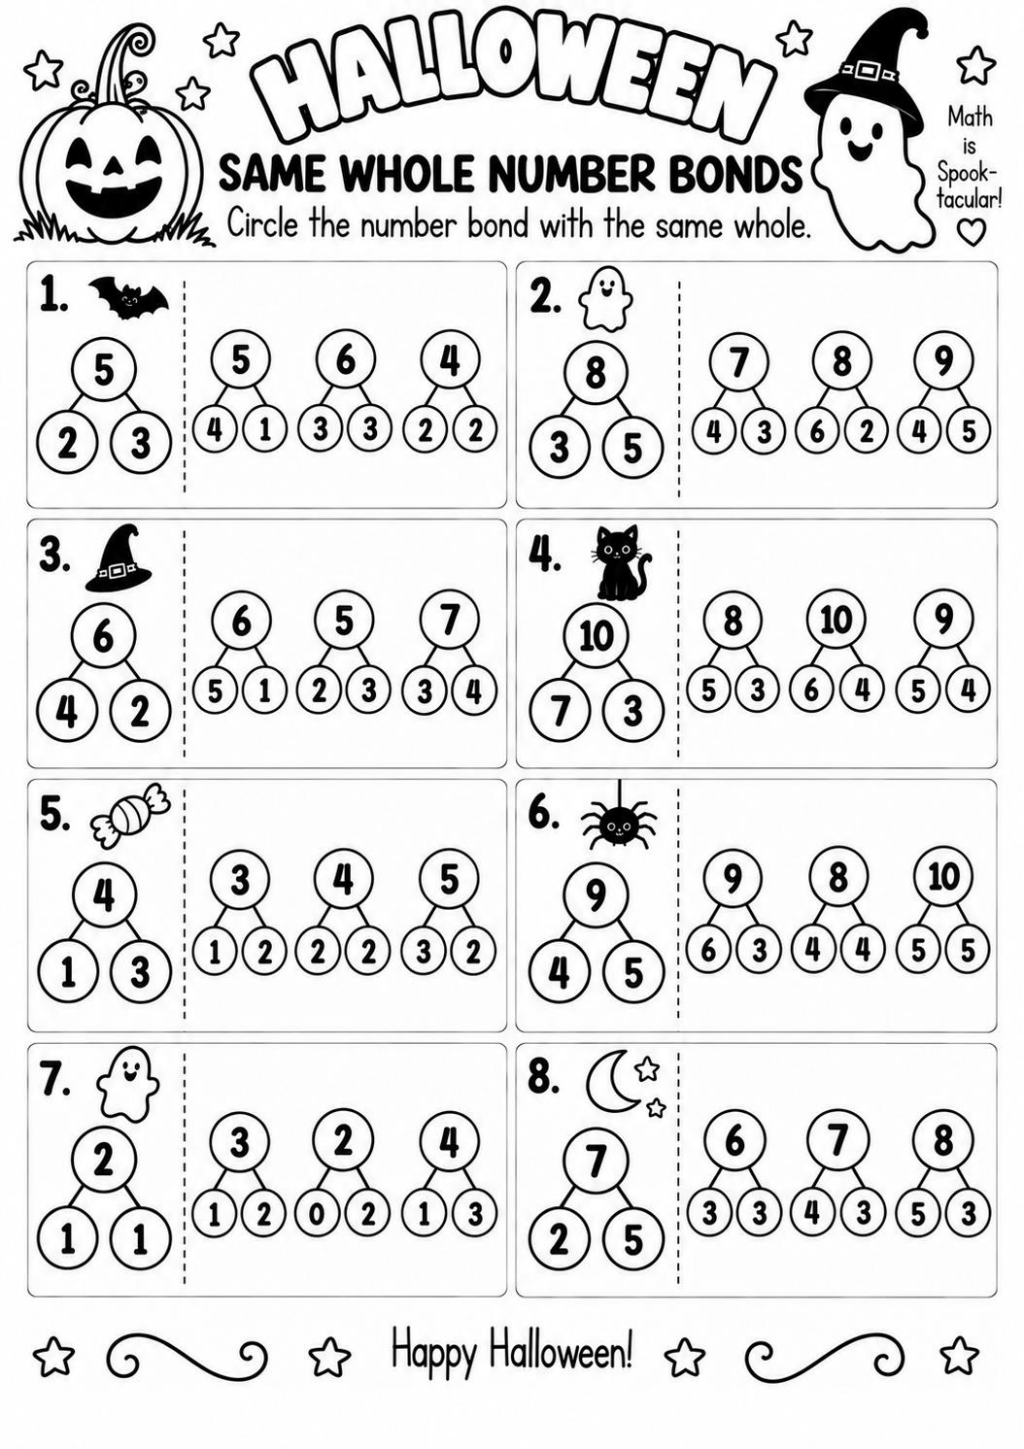 HALLOWEEN
SAME WHOLE NUMBER BONDS
Circle the number bond with the same whole.
Math
is
Spook-
tacular!
1.
5
2 3
5 6 4
4 1 3 3 2 2
2.
8
3 5
7 8 9
4 3 6 2 4 5
3.
6
4 2
6 5 7
5 1 2 3 3 4
4.
10
7 3
8 10 9
5 3 6 4 5 4
5.
4
1 3
3 4 5
1 2 2 2 3 2
6.
9
4 5
9 8 10
6 3 4 4 5 5
7.
2
1 1
3 2 4
1 2 0 2 1 3
8.
7
2 5
6 7 8
3 3 4 3 5 3
Happy Halloween!